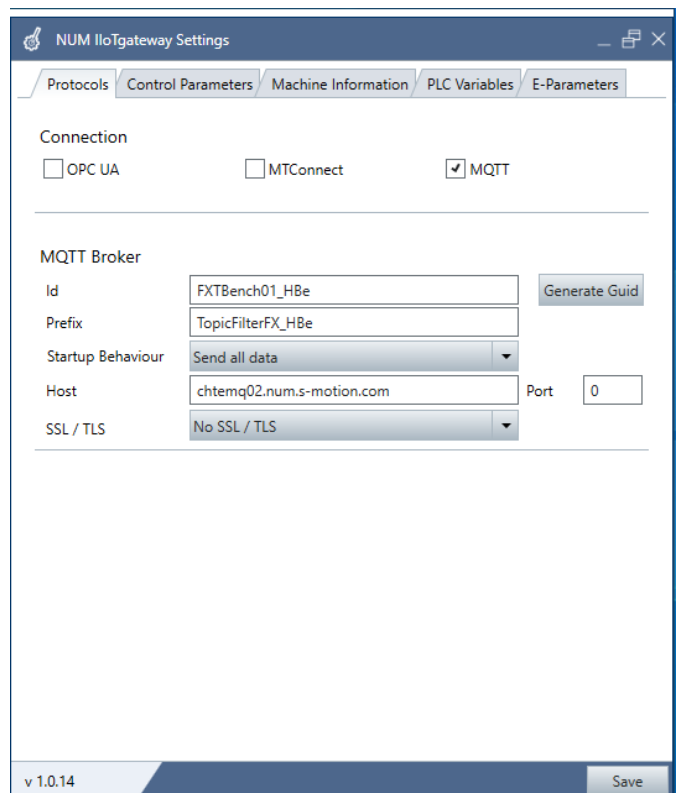 NUM IIoTgateway Settings
Protocols Control Parameters Machine Information PLC Variables E-Parameters
Connection
OPC UA MTConnect MQTT
MQTT Broker
Id FXTBench01_HBe Generate Guid
Prefix TopicFilterFX_HBe
Startup Behaviour Send all data
Host chtemq02.num.s-motion.com Port 0
SSL / TLS No SSL / TLS
v 1.0.14 Save